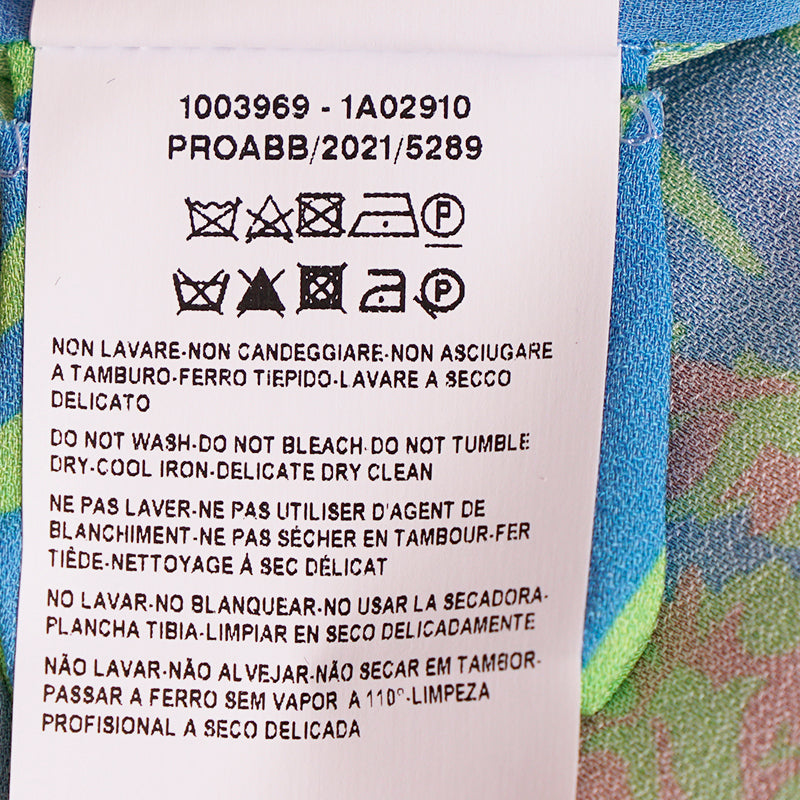 1003969 - 1A02910
PROABB/2021/5289
P
P
NON LAVARE-NON CANDEGGIARE-NON ASCIUGARE
A TAMBURO-FERRO TIEPIDO-LAVARE A SECCO
DELICATO
DO NOT WASH-DO NOT BLEACH-DO NOT TUMBLE
DRY-COOL IRON-DELICATE DRY CLEAN
NE PAS LAVER-NE PAS UTILISER D'AGENT DE
BLANCHIMENT-NE PAS SÉCHER EN TAMBOUR-FER
TIÈDE-NETTOYAGE À SEC DÉLICAT
NO LAVAR-NO BLANQUEAR-NO USAR LA SECADORA-
PLANCHA TIBIA-LIMPIAR EN SECO DELICADAMENTE
NÃO LAVAR-NÃO ALVEJAR-NÃO SECAR EM TAMBOR-
PASSAR A FERRO SEM VAPOR A 110°-LIMPEZA
PROFISIONAL A SECO DELICADA